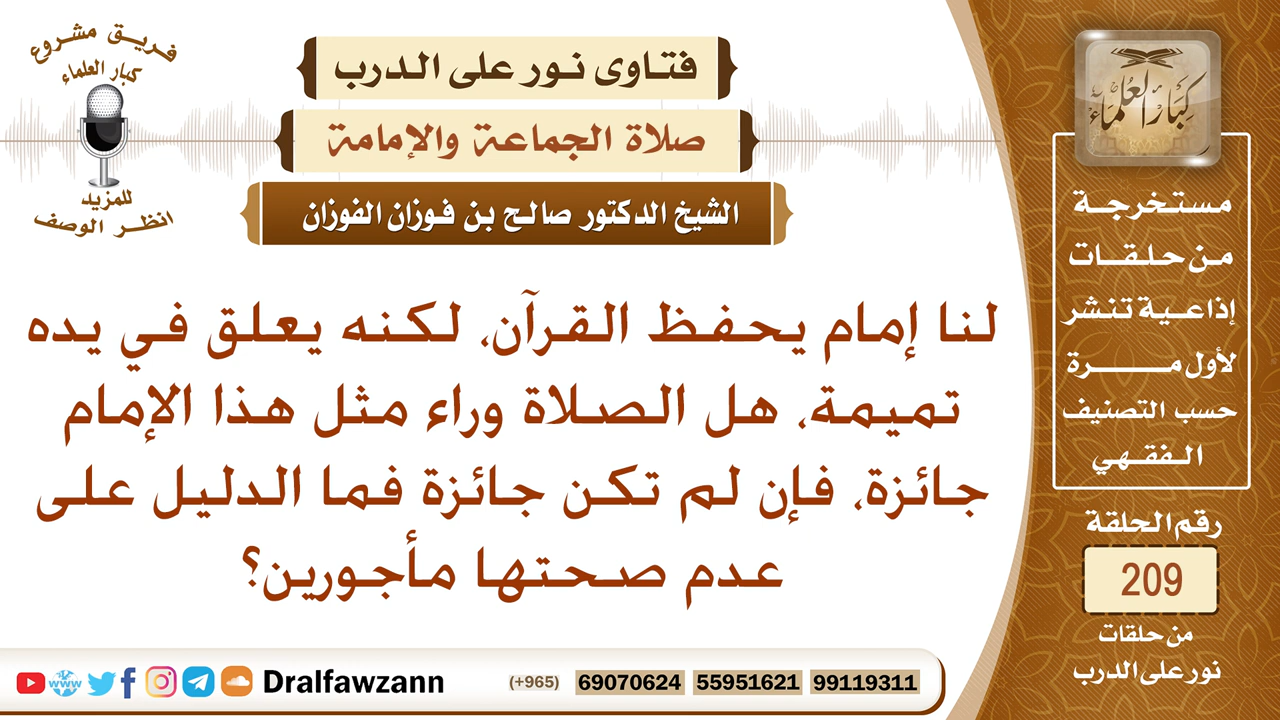 فريق مشروع
كبار العلماء
للمزيد
انظر الوصف
فتاوى نور على الدرب
صلاة الجماعة والإمامة
الشيخ الدكتور صالح بن فوزان الفوزان
لنا إمام يحفظ القرآن، لكنه يعلق في يده
تميمة، هل الصلاة وراء مثل هذا الإمام
جائزة، فإن لم تكن جائزة فما الدليل على
عدم صحتها مأجورين؟
كبار العلماء
مستخرجة
من حلقات
إذاعية تنشر
لأول مرة
حسب التصنيف
الفقهي
رقم الحلقة
209
من حلقات
نور على الدرب
www
Dralfawzann
(+965) 69070624 55951621 99119311